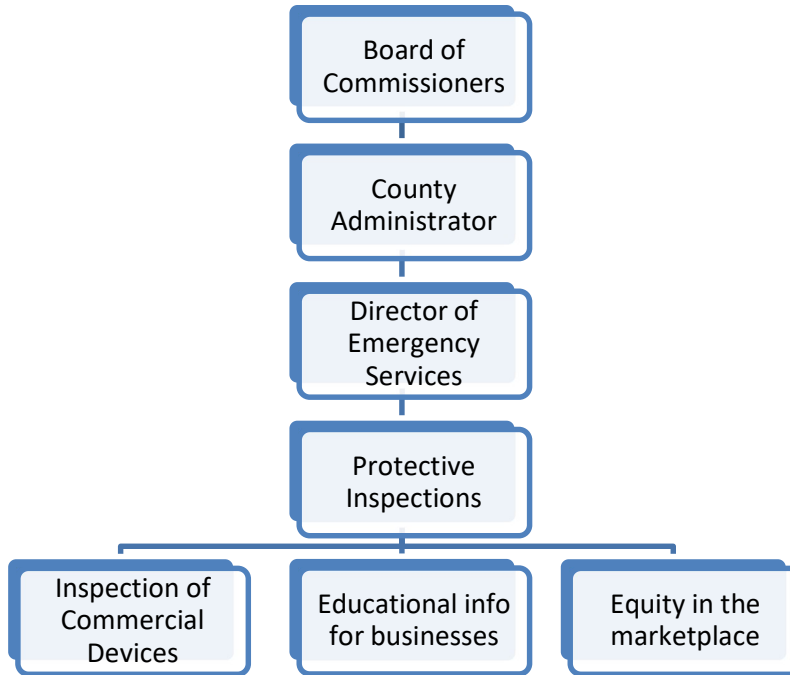 Board of
Commissioners
County
Administrator
Director of
Emergency
Services
Protective
Inspections
Inspection of
Commercial
Devices
Educational info
for businesses
Equity in the
marketplace